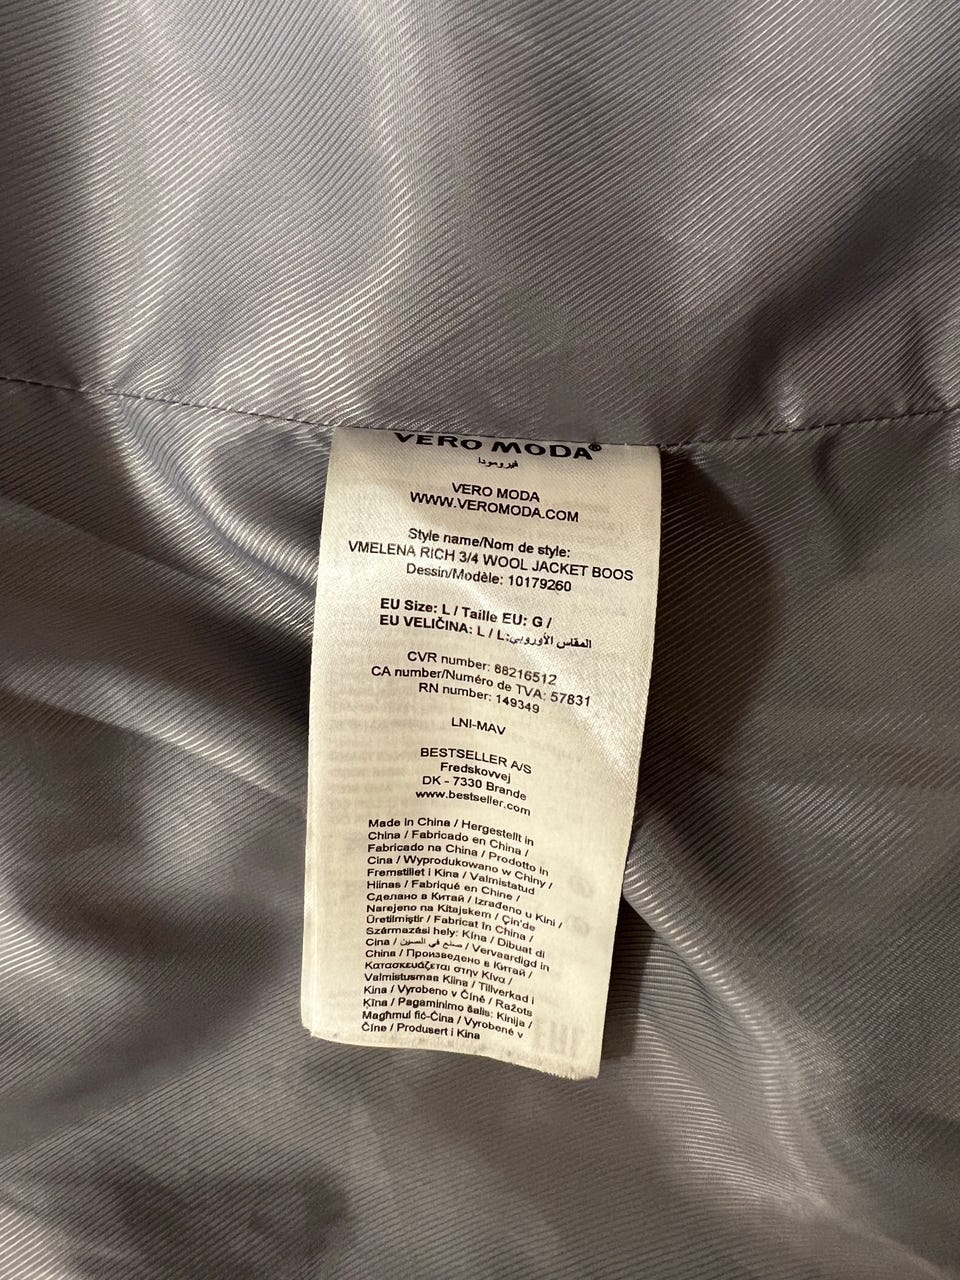 VERO MODA®
ڤيرومودا
VERO MODA
WWW.VEROMODA.COM
Style name/Nom de style:
VMELENA RICH 3/4 WOOL JACKET BOOS
Dessin/Modèle: 10179260
EU Size: L / Taille EU: G /
EU VELIČINA: L / L:المقاس الأوروبي
CVR number: 88216512
CA number/Numéro de TVA: 57831
RN number: 149349
LNI-MAV
BESTSELLER A/S
Fredskovvej
DK - 7330 Brande
www.bestseller.com
Made in China / Hergestellt in
China / Fabricado en China /
Fabricado na China / Prodotto in
Cina / Wyprodukowano w Chiny /
Fremstillet i Kina / Valmistatud
Hiinas / Fabriqué en Chine /
Сделано в Китай / Izrađeno u Kini /
Narejeno na Kitajskem / Çin'de
Üretilmiştir / Fabricat în China /
Származási hely: Kína / Dibuat di
Cina / صنع في الصين / Vervaardigd in
China / Произведено в Китай /
Κατασκευάζεται στην Κίνα /
Valmistusmaa Kiina / Tillverkad i
Kina / Vyrobeno v Číně / Ražots
Ķīna / Pagaminimo šalis: Kinija /
Magħmul fiċ-Ċina / Vyrobené v
Číne / Produsert i Kina